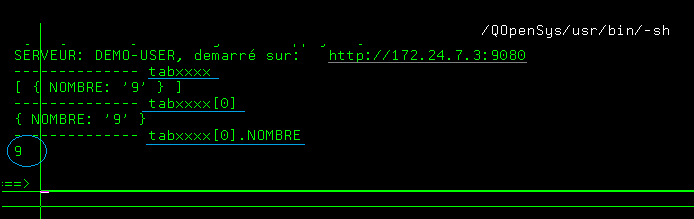 /QOpenSys/usr/bin/-sh
SERVEUR: DEMO-USER, demarré sur: http://172.24.7.3:9080
--------------- tabxxxx
[ { NOMBRE: '9' } ]
--------------- tabxxxx[0]
{ NOMBRE: '9' }
--------------- tabxxxx[0].NOMBRE
9
===>